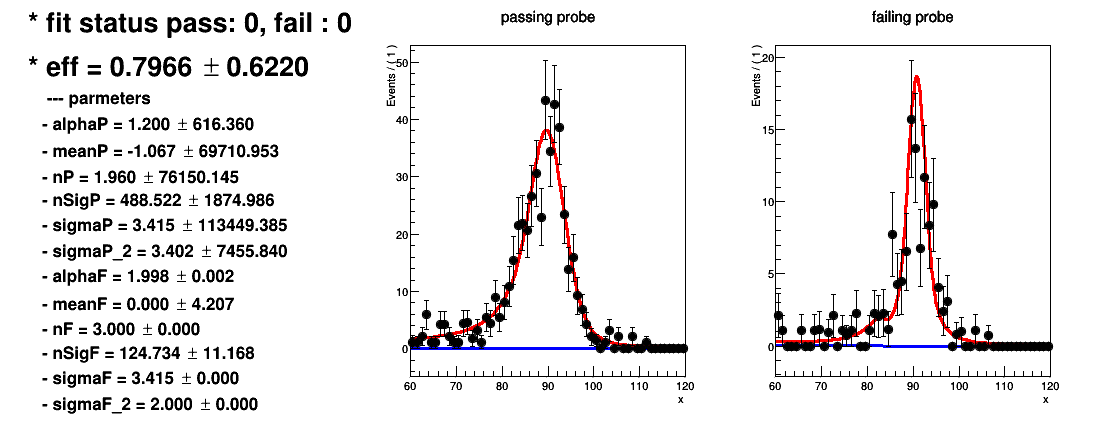 * fit status pass: 0, fail : 0
* eff = 0.7966 ± 0.6220
--- parmeters
- alphaP = 1.200 ± 616.360
- meanP = -1.067 ± 69710.953
- nP = 1.960 ± 76150.145
- nSigP = 488.522 ± 1874.986
- sigmaP = 3.415 ± 113449.385
- sigmaP_2 = 3.402 ± 7455.840
- alphaF = 1.998 ± 0.002
- meanF = 0.000 ± 4.207
- nF = 3.000 ± 0.000
- nSigF = 124.734 ± 11.168
- sigmaF = 3.415 ± 0.000
- sigmaF_2 = 2.000 ± 0.000
passing probe
Events / ( 1 )
50
40
30
20
10
0
60 70 80 90 100 110 120
x
failing probe
Events / ( 1 )
20
15
10
5
0
60 70 80 90 100 110 120
x